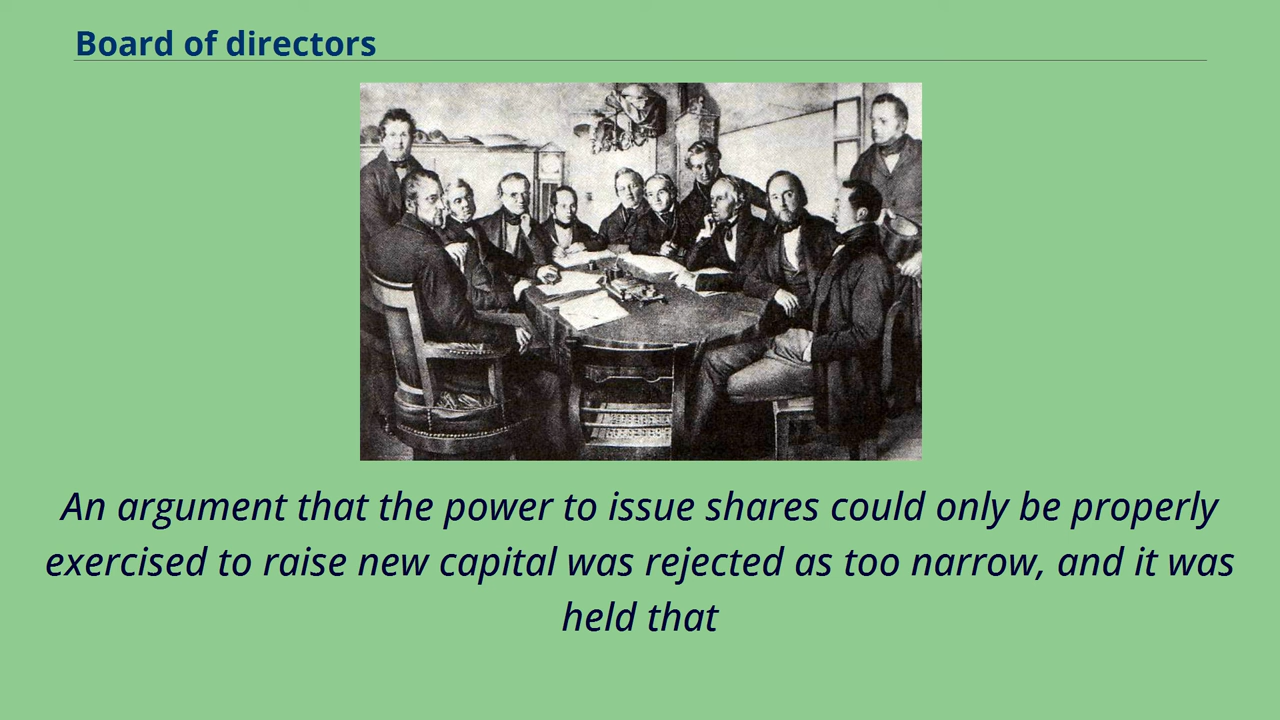 Board of directors
An argument that the power to issue shares could only be properly
exercised to raise new capital was rejected as too narrow, and it was
held that